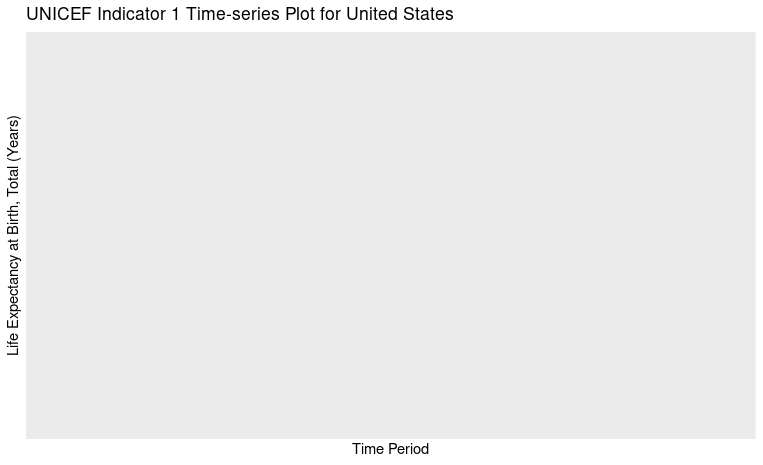 UNICEF Indicator 1 Time-series Plot for United States
Life Expectancy at Birth, Total (Years)
Time Period